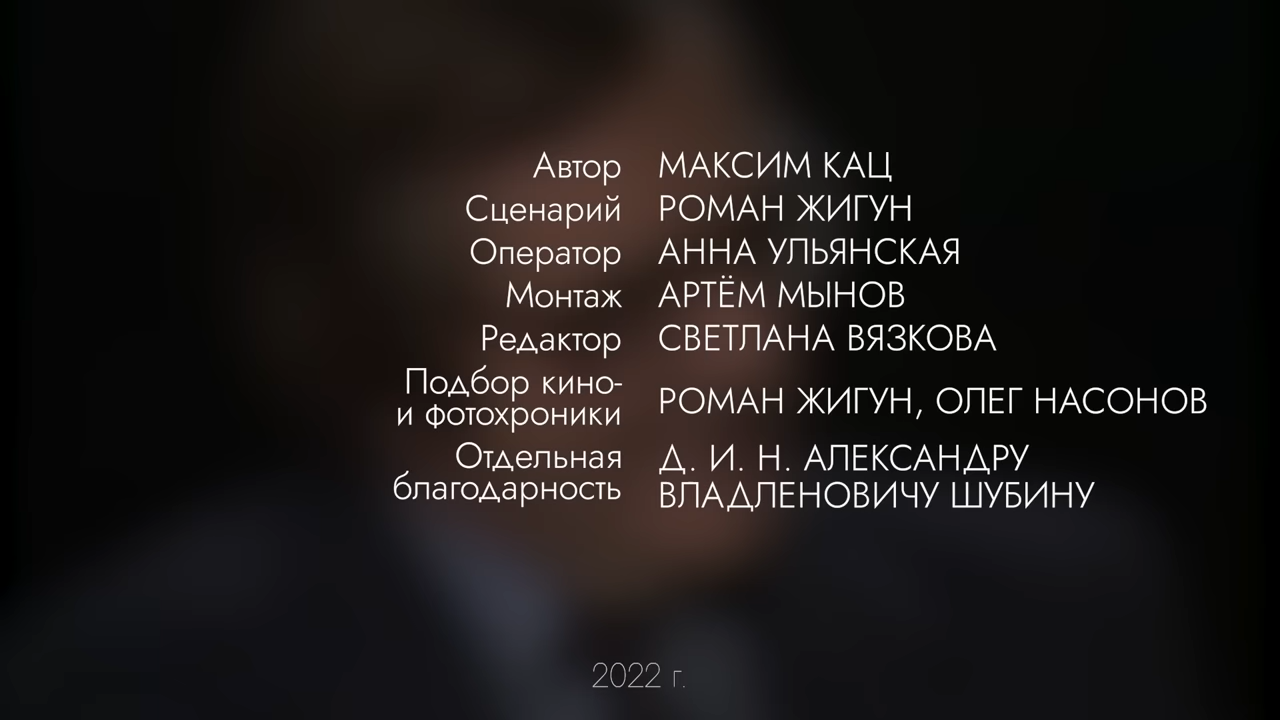 Автор МАКСИМ КАЦ
Сценарий РОМАН ЖИГУН
Оператор АННА УЛЬЯНСКАЯ
Монтаж АРТЁМ МЫНОВ
Редактор СВЕТЛАНА ВЯЗКОВА
Подбор кино-
и фотохроники РОМАН ЖИГУН, ОЛЕГ НАСОНОВ
Отдельная Д. И. Н. АЛЕКСАНДРУ
благодарность ВЛАДЛЕНОВИЧУ ШУБИНУ
2022 г.